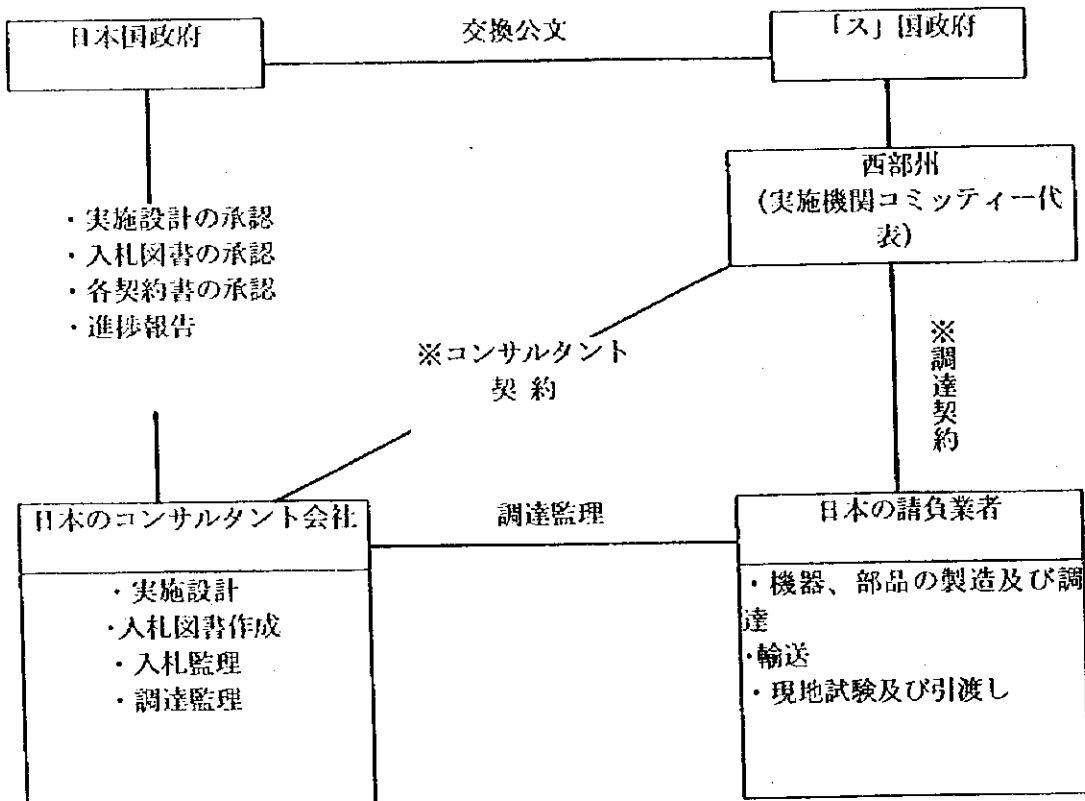 日本国政府
交換公文
「ス」国政府
西部州
(実施機関コミッティー代
表)
・実施設計の承認
・入札図書の承認
・各契約書の承認
・進捗報告
※コンサルタント
契 約
※調達契約
日本のコンサルタント会社
調達監理
日本の請負業者
・実施設計
・入札図書作成
・入札監理
・調達監理
・機器、部品の製造及び調
達
・輸送
・現地試験及び引渡し